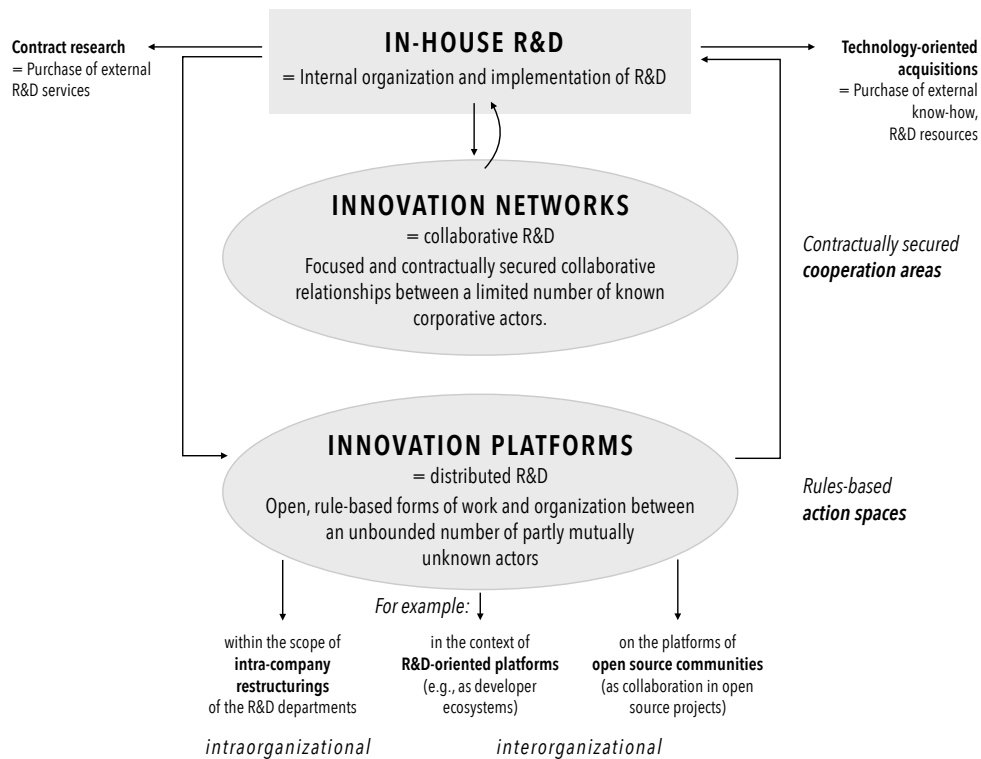 IN-HOUSE R&D
= Internal organization and implementation of R&D
Contract research
= Purchase of external
R&D services
Technology-oriented
acquisitions
= Purchase of external
know-how,
R&D resources
INNOVATION NETWORKS
= collaborative R&D
Focused and contractually secured collaborative
relationships between a limited number of known
corporative actors.
Contractually secured
cooperation areas
INNOVATION PLATFORMS
= distributed R&D
Open, rule-based forms of work and organization between
an unbounded number of partly mutually
unknown actors
Rules-based
action spaces
For example:
within the scope of
intra-company
restructurings
of the R&D departments
in the context of
R&D-oriented platforms
(e.g., as developer
ecosystems)
on the platforms of
open source communities
(as collaboration in open
source projects)
intraorganizational
interorganizational